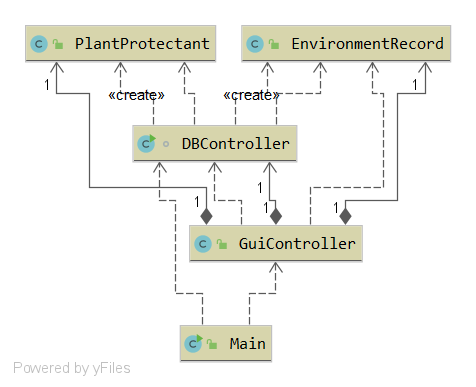 PlantProtectant
EnvironmentRecord
1
«create»
«create»
1
DBController
1
1
1
1
GuiController
Main
Powered by yFiles